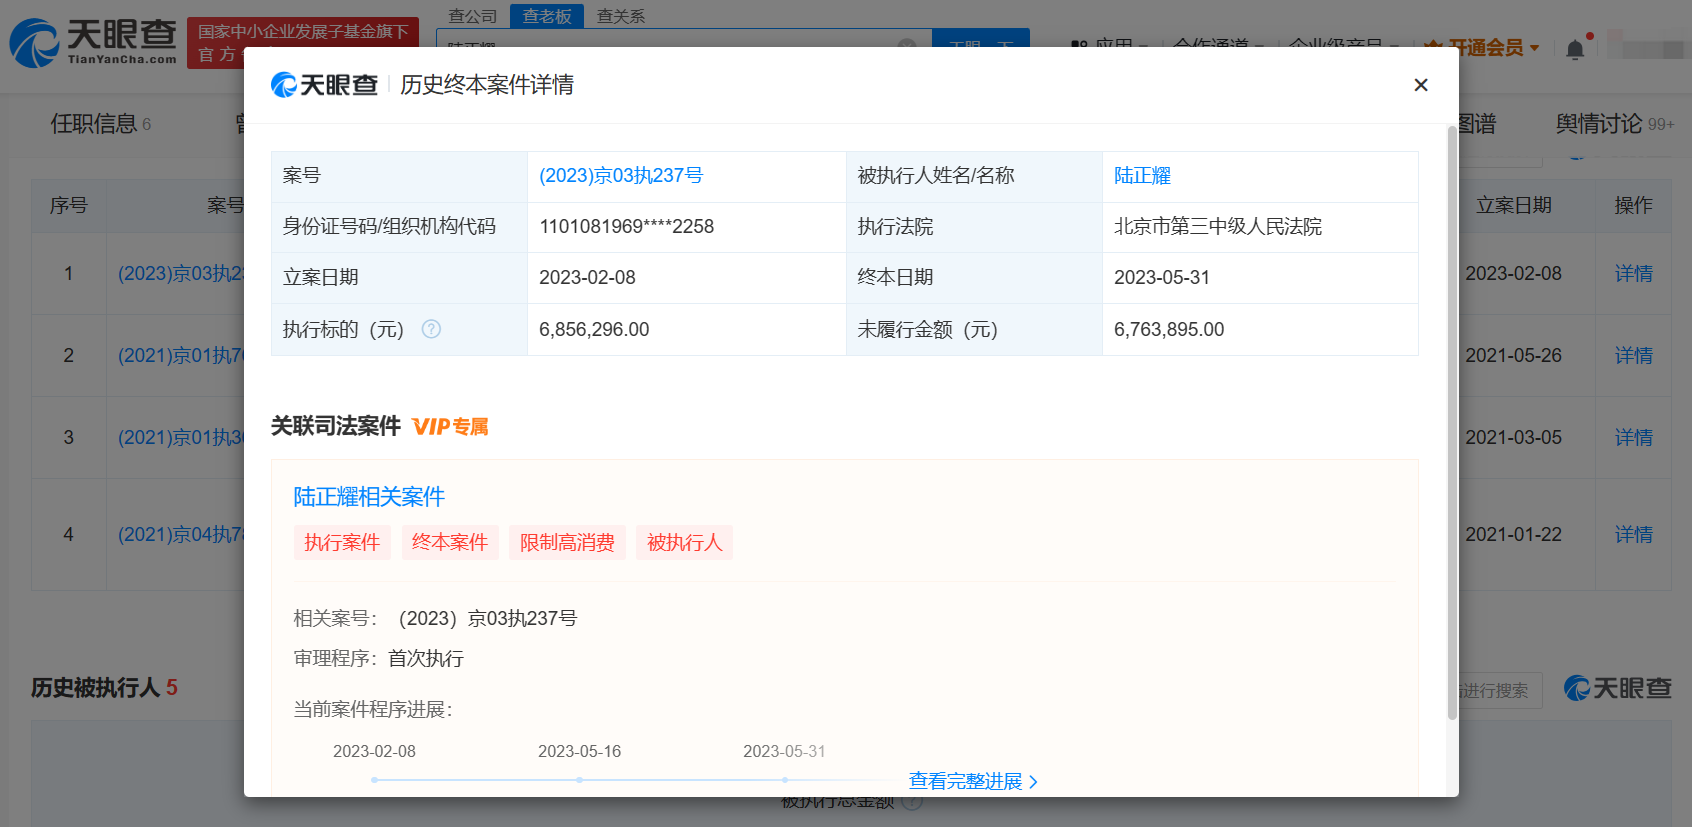 查公司 查老板 查关系
天眼查
TianYanCha.com
国家中小企业发展子基金旗下
官方
应用 合作通道 企业级产品 开通会员
任职信息 6
图谱 舆情讨论 99+
天眼查 历史终本案件详情
案号 (2023)京03执237号 被执行人姓名/名称 陆正耀
身份证号码/组织机构代码 1101081969****2258 执行法院 北京市第三中级人民法院
立案日期 2023-02-08 终本日期 2023-05-31
执行标的（元） ? 6,856,296.00 未履行金额（元） 6,763,895.00
序号 案号 立案日期 操作
1 (2023)京03执2 2023-02-08 详情
2 (2021)京01执7 2021-05-26 详情
3 (2021)京01执3 2021-03-05 详情
4 (2021)京04执7 2021-01-22 详情
关联司法案件 VIP专属
陆正耀相关案件
执行案件 终本案件 限制高消费 被执行人
相关案号： （2023）京03执237号
审理程序： 首次执行
当前案件程序进展：
2023-02-08 2023-05-16 2023-05-31
查看完整进展
历史被执行人 5
进行搜索 天眼查
被执行总金额 ?